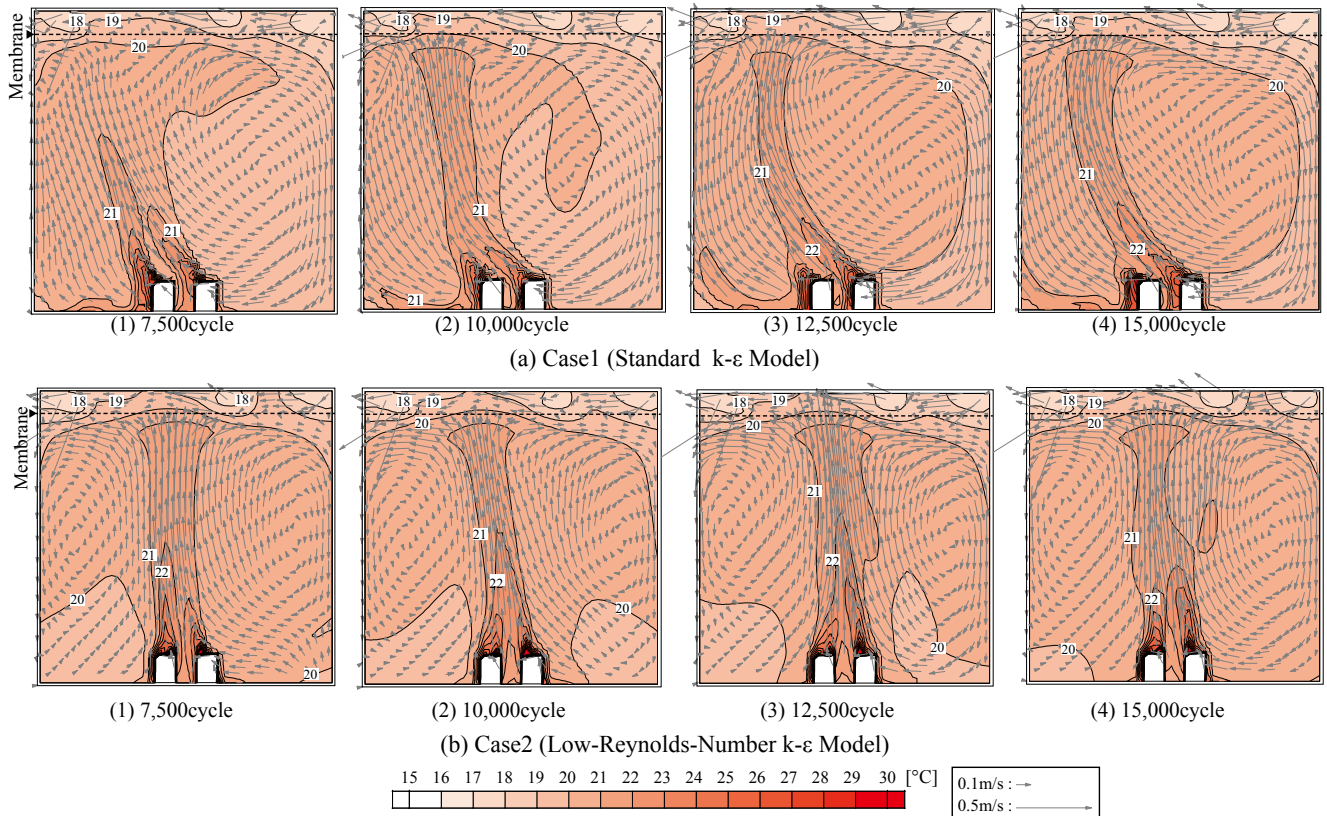 18 19 20 21 21
18 19 20 21 21
18 19 20 21 22
18 19 20 21 22
Membrane
(1) 7,500cycle
(2) 10,000cycle
(3) 12,500cycle
(4) 15,000cycle
(a) Case1 (Standard k-ε Model)
18 19 18 20 21 22 20 20
18 19 20 21 22 20
18 19 20 21 22 20
18 19 20 21 22 20
Membrane
(1) 7,500cycle
(2) 10,000cycle
(3) 12,500cycle
(4) 15,000cycle
(b) Case2 (Low-Reynolds-Number k-ε Model)
15 16 17 18 19 20 21 22 23 24 25 26 27 28 29 30 [°C]
0.1m/s :
0.5m/s :